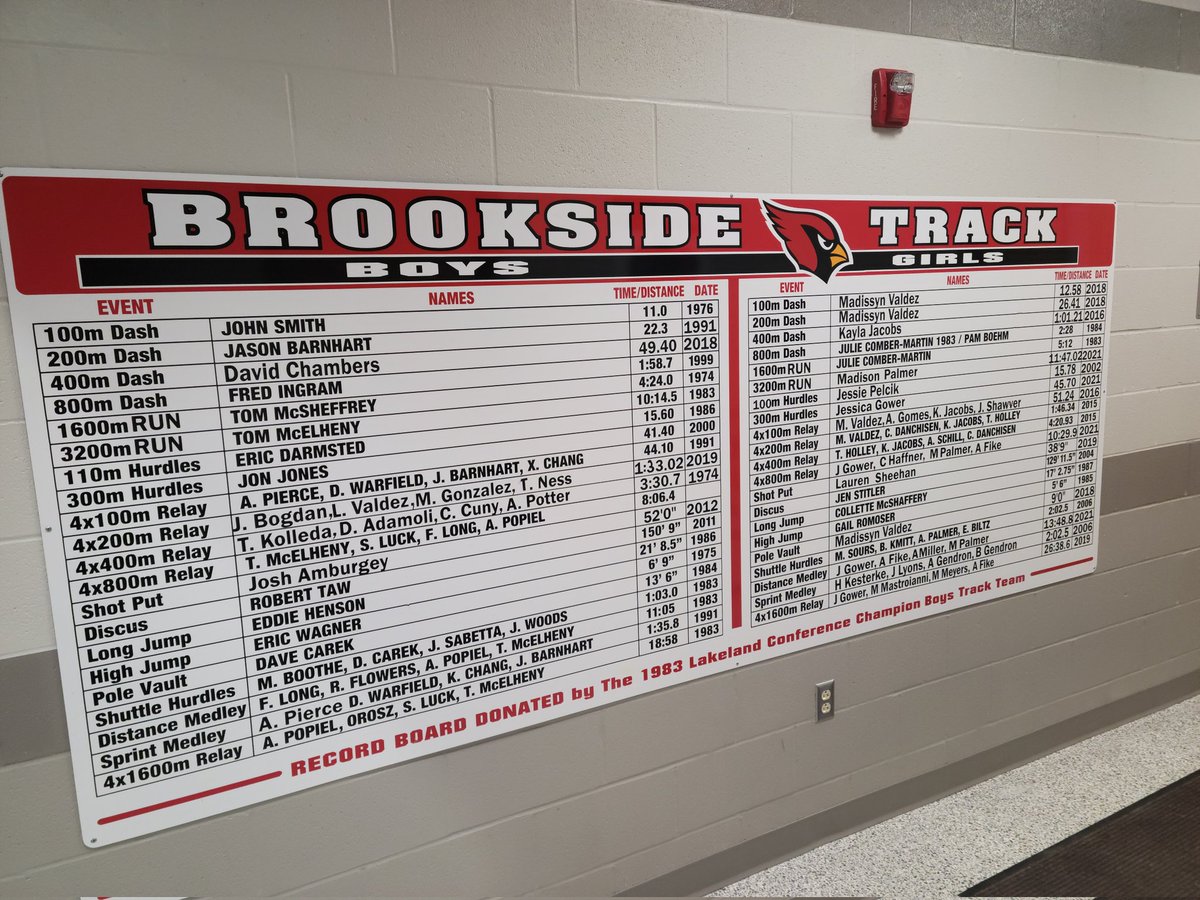 BROOKSIDE TRACK
BOYS
EVENT NAMES TIME/DISTANCE DATE
100m Dash JOHN SMITH 11.0 1976
200m Dash JASON BARNHART 22.3 1991
400m Dash David Chambers 49.40 2018
800m Dash FRED INGRAM 1:58.7 1999
1600m RUN TOM McSHEFFREY 4:24.0 1974
3200m RUN TOM McELHENY 10:14.5 1983
110m Hurdles ERIC DARMSTED 15.60 1986
300m Hurdles JON JONES 41.40 2000
4x100m Relay A. PIERCE, D. WARFIELD, J. BARNHART, X. CHANG 44.10 1991
4x200m Relay J. Bogdan, L. Valdez, M. Gonzalez, T. Ness 1:33.02 2019
4x400m Relay T. Kolleda, D. Adamoli, C. Cuny, A. Potter 3:30.7 1974
4x800m Relay T. McELHENY, S. LUCK, F. LONG, A. POPIEL 8:06.4
Shot Put Josh Amburgey 52'0" 2012
Discus ROBERT TAW 150' 9" 2011
Long Jump EDDIE HENSON 21' 8.5" 1986
High Jump ERIC WAGNER 6' 9" 1975
Pole Vault DAVE CAREK 13' 6" 1984
Shuttle Hurdles M. BOOTHE, D. CAREK, J. SABETTA, J. WOODS 1:03.0 1983
Distance Medley F. LONG, R. FLOWERS, A. POPIEL, T. McELHENY 11:05 1983
Sprint Medley A. Pierce D. WARFIELD, K. CHANG, J. BARNHART 1:35.8 1991
4x1600m Relay A. POPIEL, OROSZ, S. LUCK, T. McELHENY 18:58 1983
GIRLS
EVENT NAMES TIME/DISTANCE DATE
100m Dash Madissyn Valdez 12.58 2018
200m Dash Madissyn Valdez 26.41 2018
400m Dash Kayla Jacobs 1:01.21 2016
800m Dash JULIE COMBER-MARTIN 1983 / PAM BOEHM 2:28 1984
1600m RUN JULIE COMBER-MARTIN 5:12 1983
3200m RUN Madison Palmer 11:47.02 2021
100m Hurdles Jessie Pelcik 15.78 2002
300m Hurdles Jessica Gower 45.70 2021
4x100m Relay M. Valdez, A. Gomes, K. Jacobs, J. Shawver 51.24 2016
4x200m Relay M. VALDEZ, C. DANCHISEN, K. JACOBS, T. HOLLEY 1:46.34 2015
4x400m Relay T. HOLLEY, K. JACOBS, A. SCHILL, C. DANCHISEN 4:20.93 2015
4x800m Relay J Gower, C Haffner, M Palmer, A Fike 10:29.9 2021
Shot Put Lauren Sheehan 38'9" 2019
Discus JEN STITLER 129' 11.5" 2004
Long Jump COLLETTE McSHAFFERY 17' 2.75" 1987
High Jump GAIL ROMOSER 5' 6" 1985
Pole Vault Madissyn Valdez 9'0" 2018
Shuttle Hurdles M. SOURS, B. KMITT, A. PALMER, E. BILTZ 2:02.5 2006
Distance Medley J Gower, A Fike, AMiller, M Palmer 13:48.8 2021
Sprint Medley H Kesterke, J Lyons, A Gendron, B Gendron 2:02.5 2006
4x1600m Relay J Gower, M Mastroianni, M Meyers, A Fike 26:38.6 2019
RECORD BOARD DONATED by The 1983 Lakeland Conference Champion Boys Track Team
FIRE